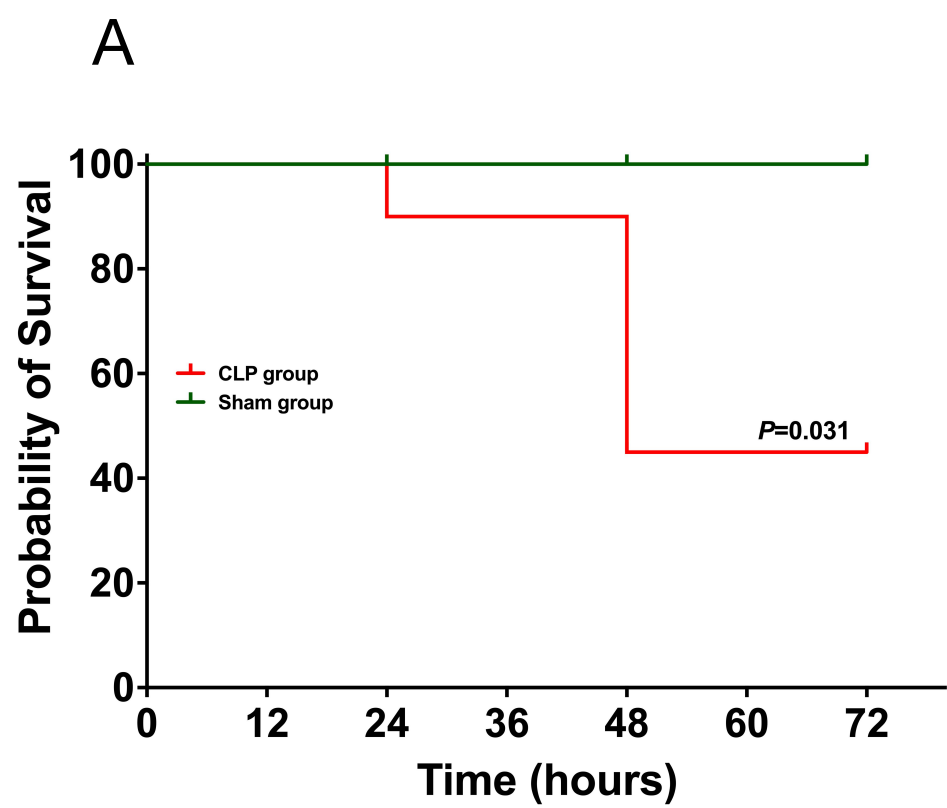 A
Probability of Survival
100
80
60
40
20
0
CLP group
Sham group
P=0.031
0 12 24 36 48 60 72
Time (hours)